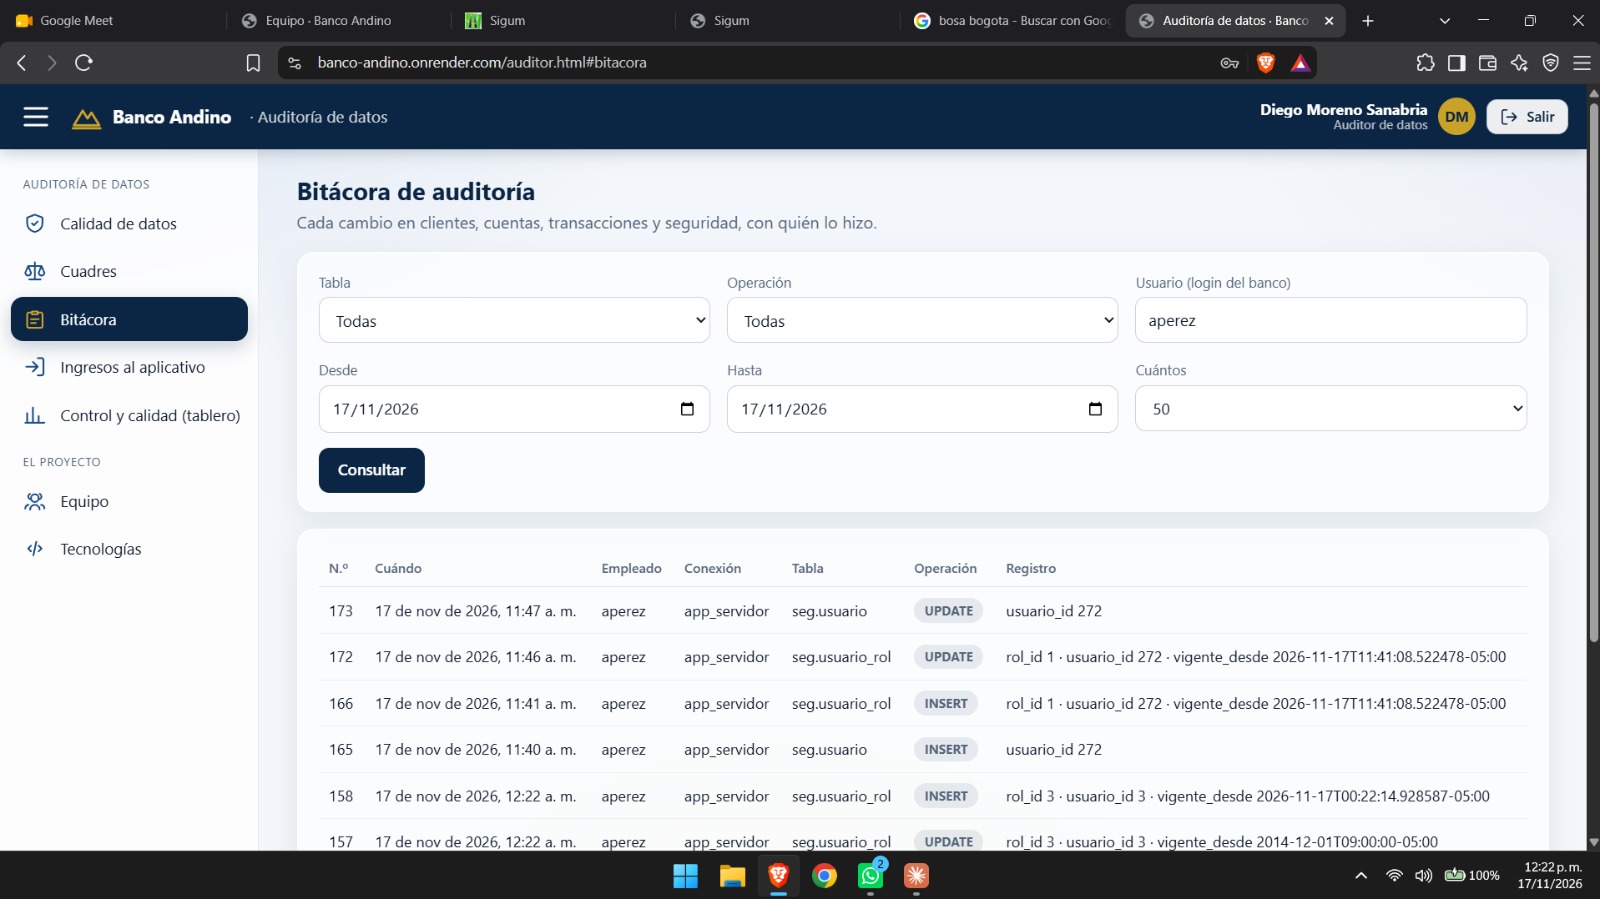 Google Meet
Equipo · Banco Andino
Sigum
Sigum
bosa bogota - Buscar con Goo
Auditoría de datos · Banco
banco-andino.onrender.com/auditor.html#bitacora
Banco Andino · Auditoría de datos
Diego Moreno Sanabria
Auditor de datos
DM
Salir
AUDITORÍA DE DATOS
Calidad de datos
Cuadres
Bitácora
Ingresos al aplicativo
Control y calidad (tablero)
EL PROYECTO
Equipo
Tecnologías
Bitácora de auditoría
Cada cambio en clientes, cuentas, transacciones y seguridad, con quién lo hizo.
Tabla Operación Usuario (login del banco)
Todas Todas aperez
Desde Hasta Cuántos
17/11/2026 17/11/2026 50
Consultar
N.º Cuándo Empleado Conexión Tabla Operación Registro
173 17 de nov de 2026, 11:47 a. m. aperez app_servidor seg.usuario UPDATE usuario_id 272
172 17 de nov de 2026, 11:46 a. m. aperez app_servidor seg.usuario_rol UPDATE rol_id 1 · usuario_id 272 · vigente_desde 2026-11-17T11:41:08.522478-05:00
166 17 de nov de 2026, 11:41 a. m. aperez app_servidor seg.usuario_rol INSERT rol_id 1 · usuario_id 272 · vigente_desde 2026-11-17T11:41:08.522478-05:00
165 17 de nov de 2026, 11:40 a. m. aperez app_servidor seg.usuario INSERT usuario_id 272
158 17 de nov de 2026, 12:22 a. m. aperez app_servidor seg.usuario_rol INSERT rol_id 3 · usuario_id 3 · vigente_desde 2026-11-17T00:22:14.928587-05:00
157 17 de nov de 2026, 12:22 a. m. aperez app_servidor seg.usuario_rol UPDATE rol_id 3 · usuario_id 3 · vigente_desde 2014-12-01T09:00:00-05:00
2
100%
12:22 p. m.
17/11/2026